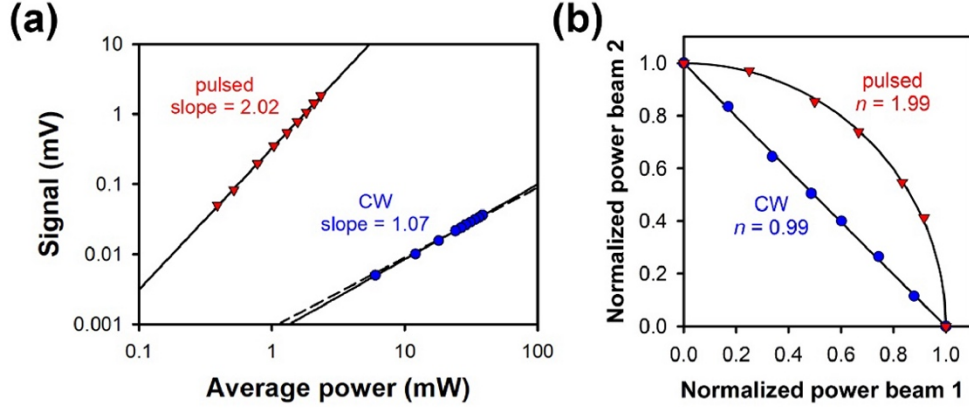 (a)
Signal (mV)
10
1
0.1
0.01
0.001
pulsed
slope = 2.02
CW
slope = 1.07
0.1
1
10
100
Average power (mW)
(b)
Normalized power beam 2
1.0
0.8
0.6
0.4
0.2
0.0
pulsed
n = 1.99
CW
n = 0.99
0.0
0.2
0.4
0.6
0.8
1.0
Normalized power beam 1